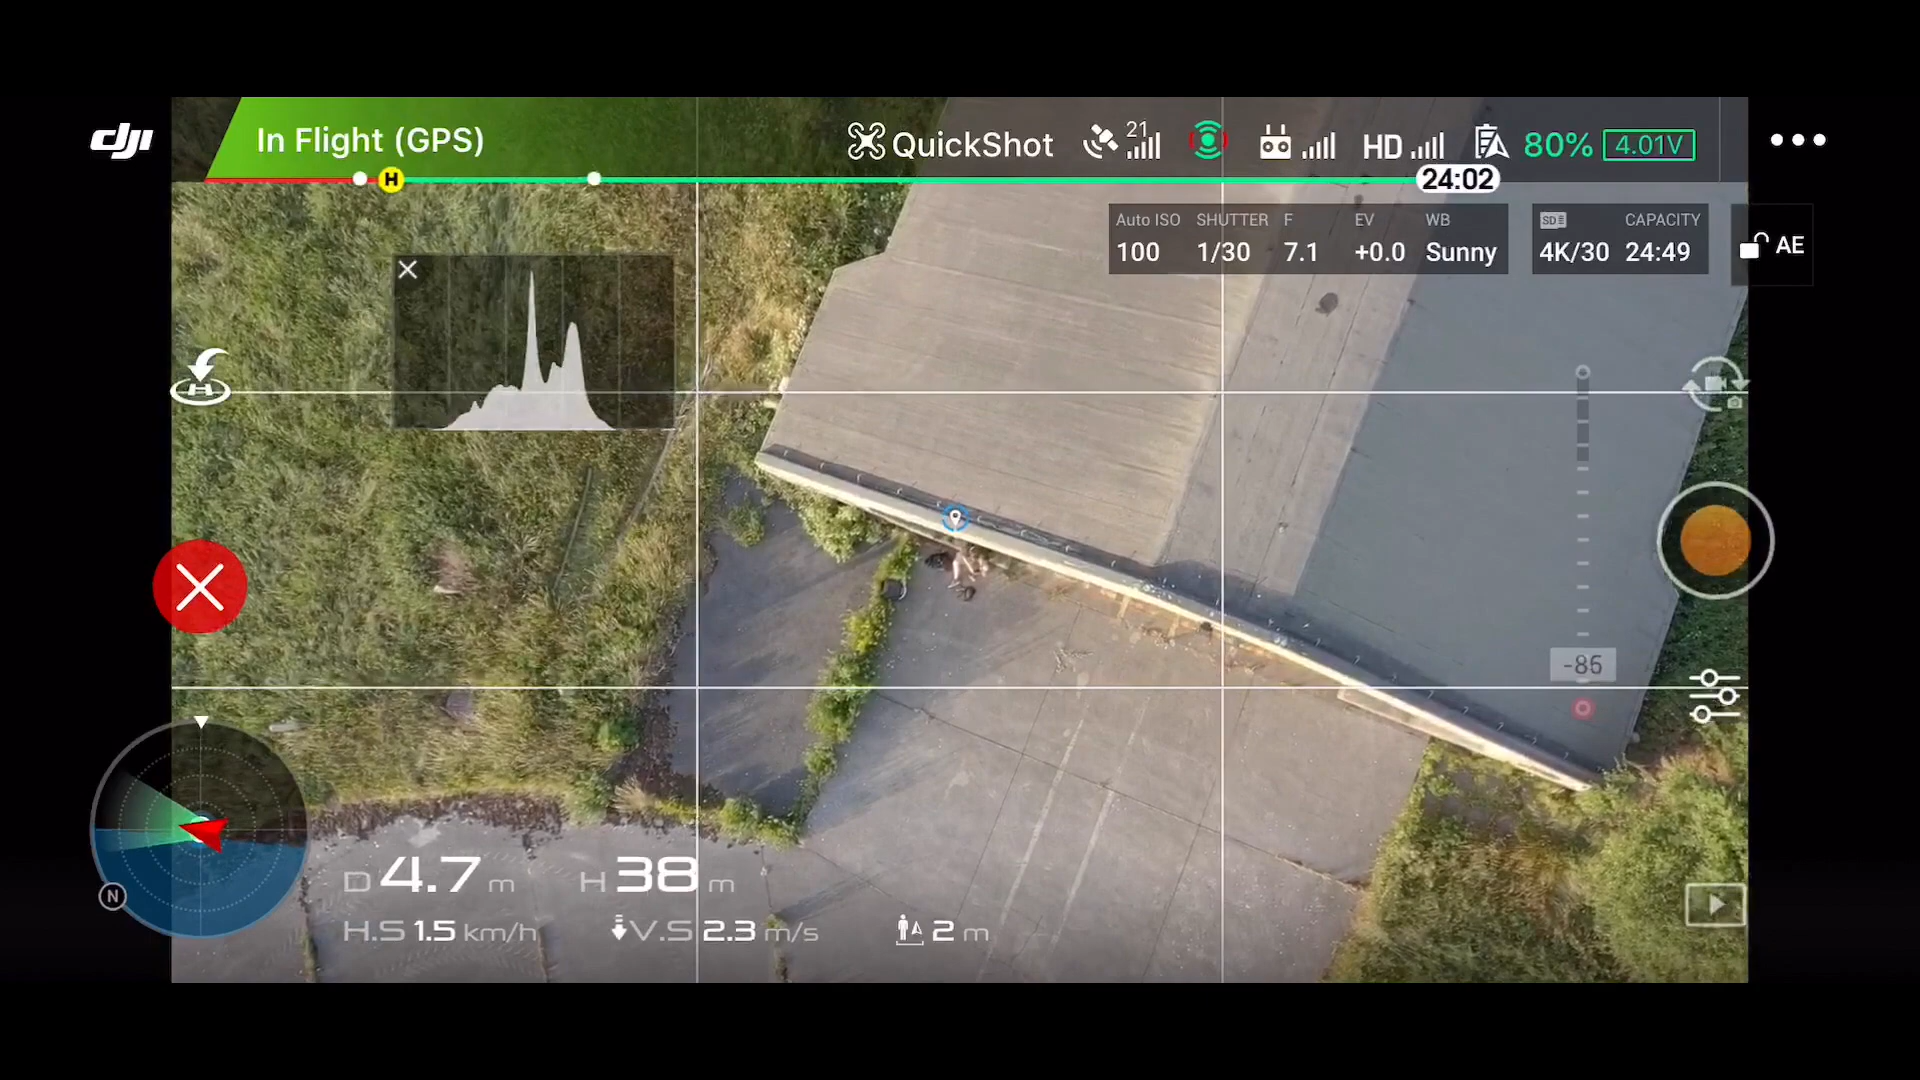 dji
In Flight (GPS)
QuickShot
21
HD
80%
4.01V
H
24:02
Auto ISO SHUTTER F EV WB
100 1/30 7.1 +0.0 Sunny
SD CAPACITY
4K/30 24:49
AE
H
-86
N
D 4.7 m H 38 m
H.S 1.5 km/h V.S 2.3 m/s 2 m